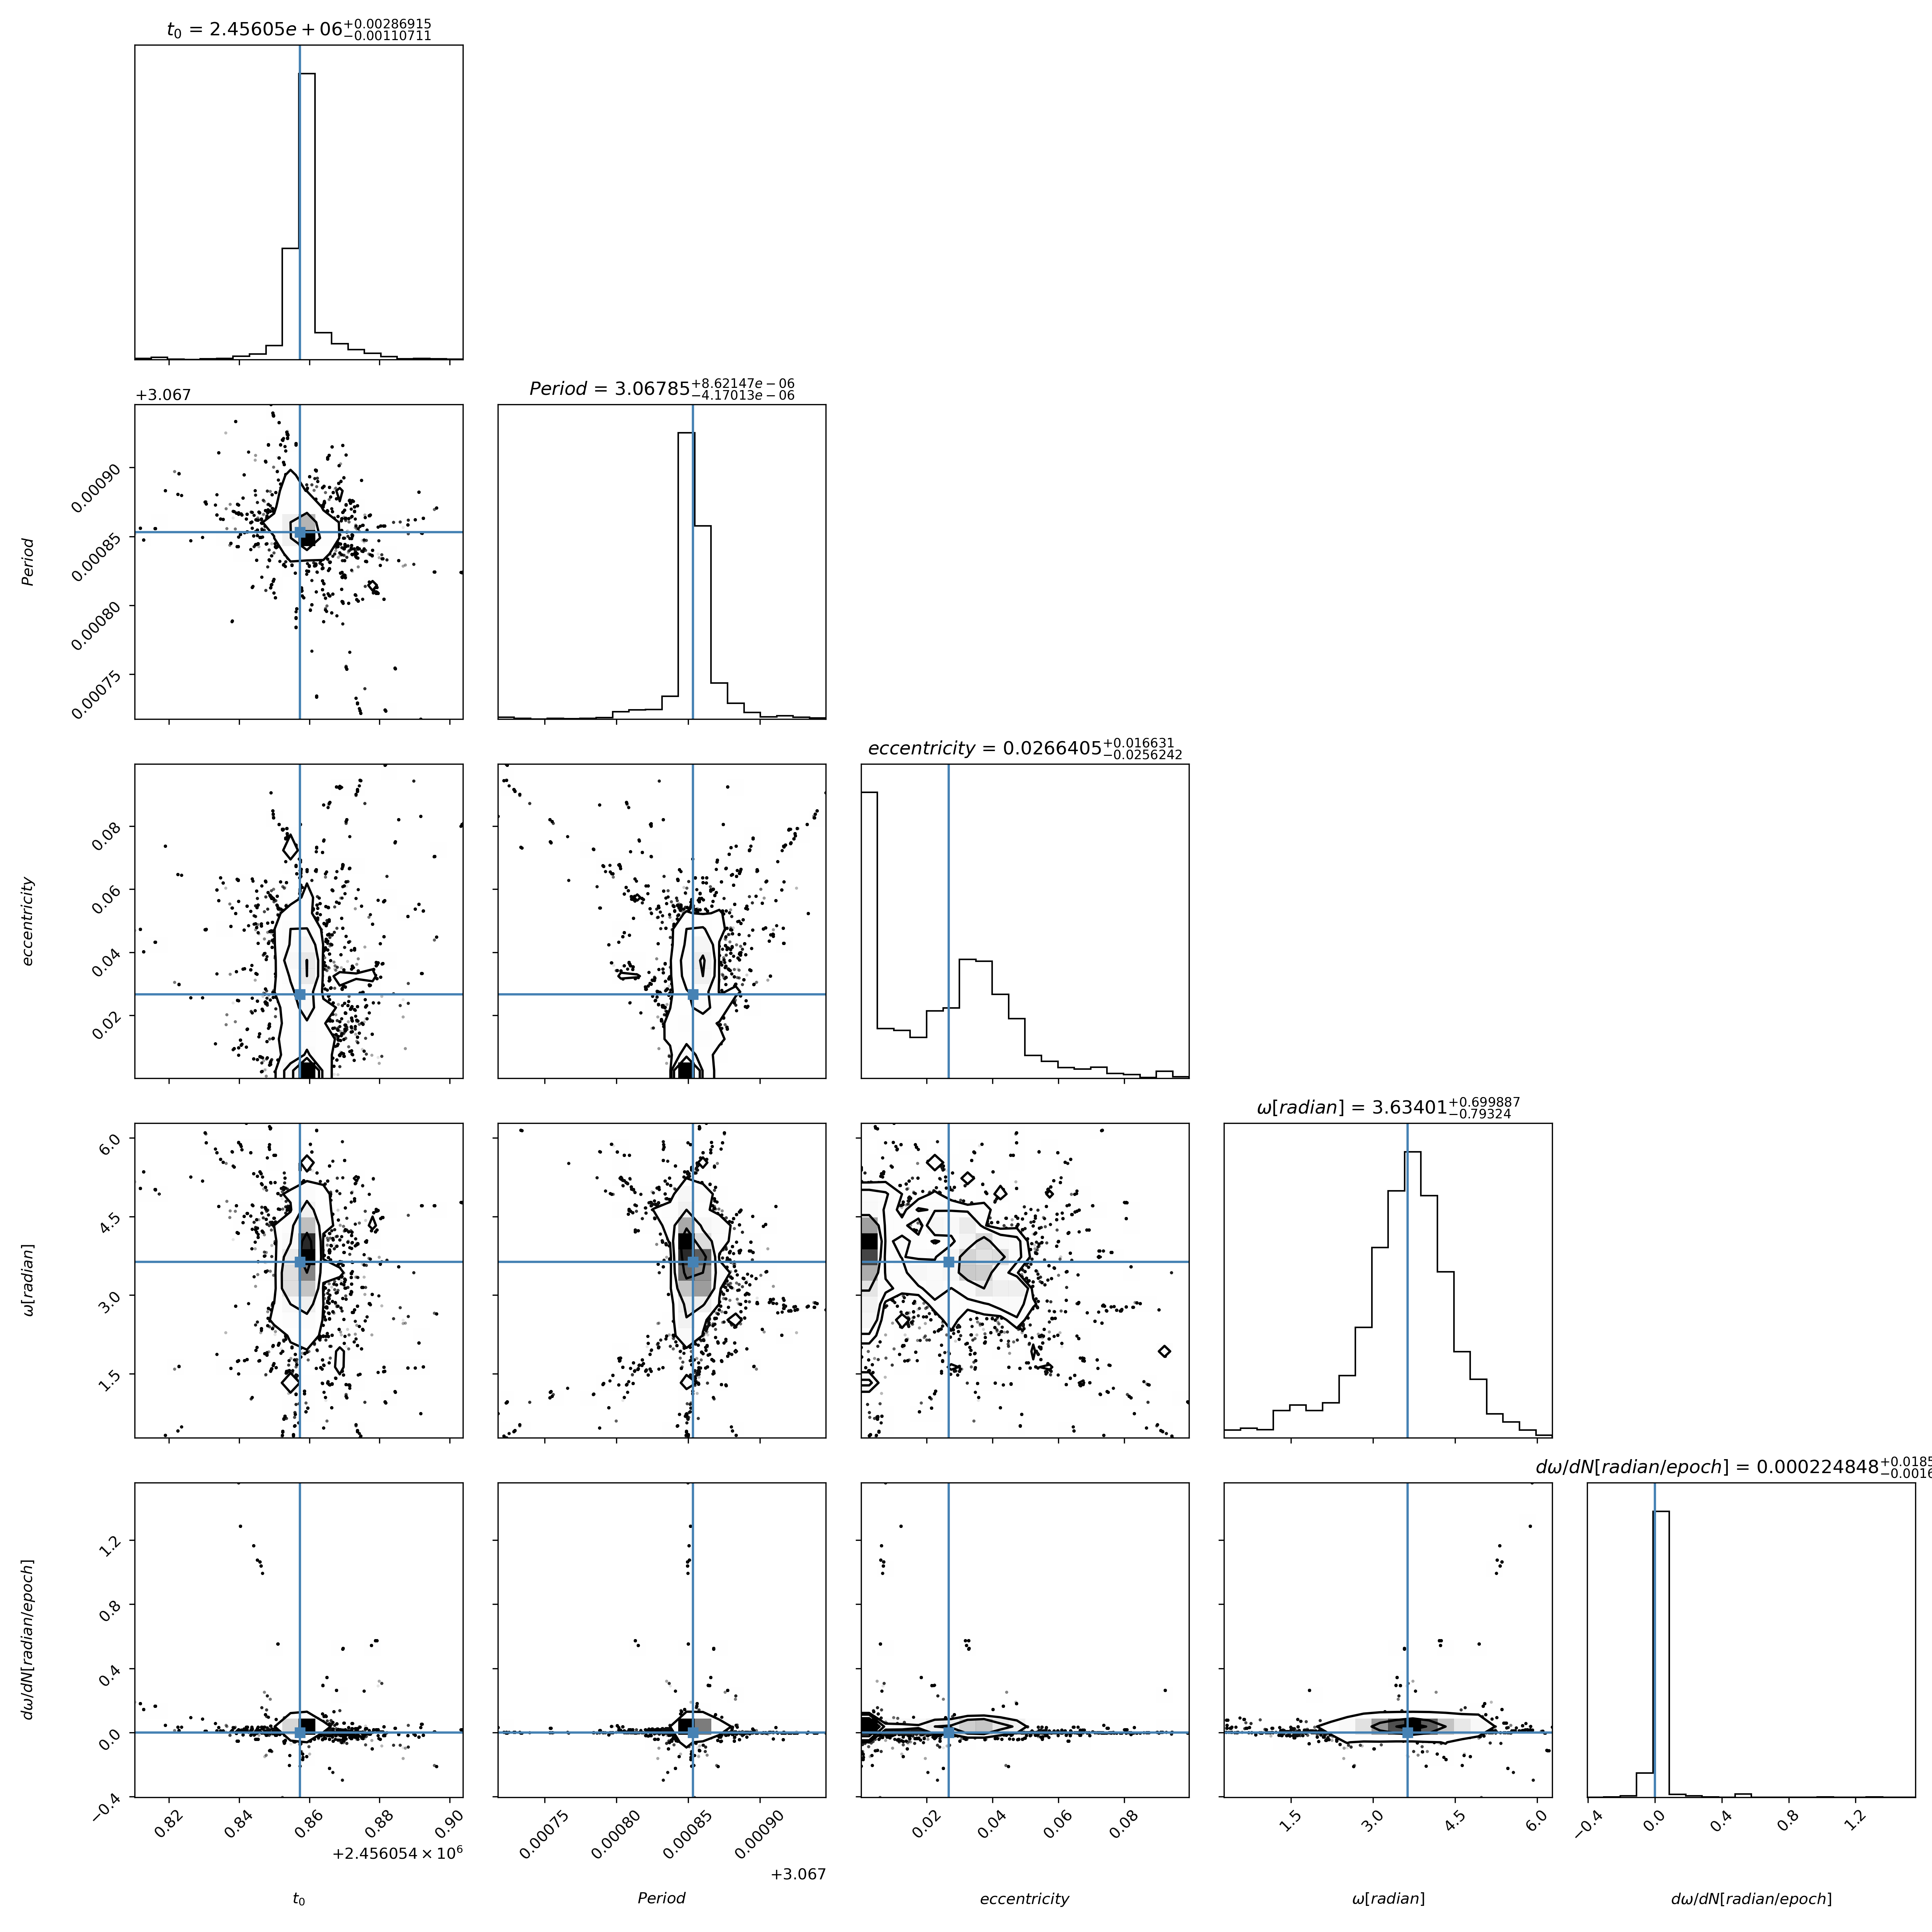 t₀ = 2.45605e + 06 +0.00286915 −0.00110711
+3.067
Period = 3.06785 +8.62147e − 06 −4.17013e − 06
0.00090
0.00085
0.00080
0.00075
Period
eccentricity = 0.0266405 +0.016631 −0.0256242
0.08
0.06
0.04
0.02
eccentricity
ω[radian] = 3.63401 +0.699887 −0.79324
6.0
4.5
3.0
1.5
ω[radian]
dω/dN[radian/epoch] = 0.000224848 +0.0185 −0.0016
1.2
0.8
0.4
0.0
−0.4
dω/dN[radian/epoch]
0.82 0.84 0.86 0.88 0.90
+2.456054 × 10⁶
t₀
0.00075 0.00080 0.00085 0.00090
+3.067
Period
0.02 0.04 0.06 0.08
eccentricity
1.5 3.0 4.5 6.0
ω[radian]
−0.4 0.0 0.4 0.8 1.2
dω/dN[radian/epoch]